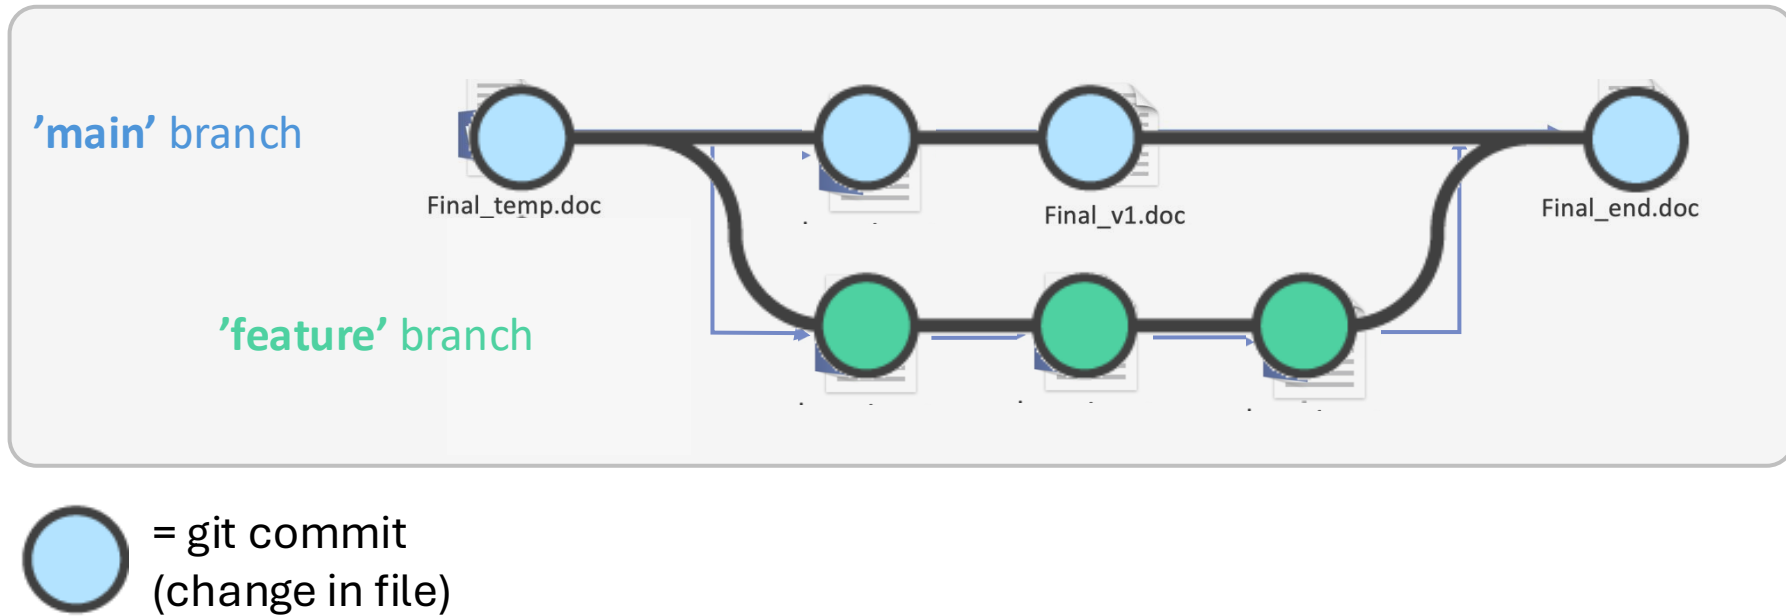 ’main’ branch
Final_temp.doc
Final_v1.doc
Final_end.doc
’feature’ branch
= git commit
(change in file)